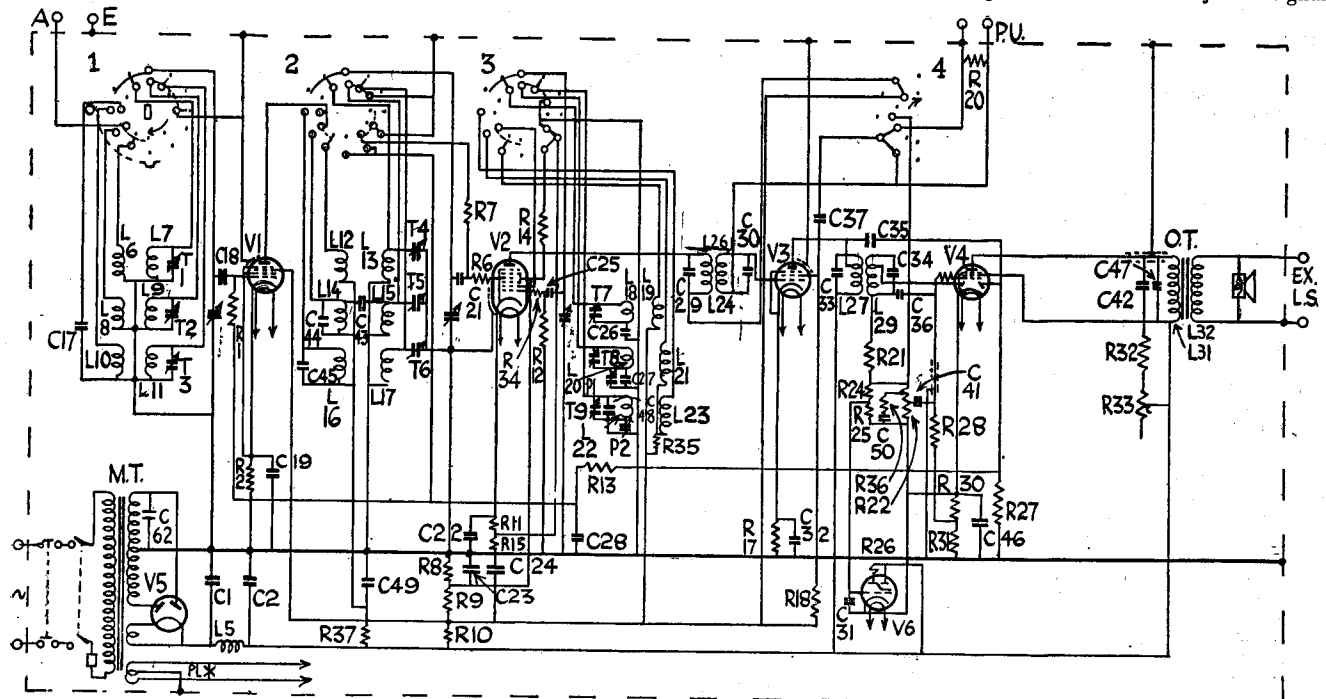 A E
P.U.
1
2
3
4
R 20
L 6
L7
T 1
C18
V1
L12
L 13
T4
R7
R 14
V2
C25
L26
C 30
V3
C37
C35
V4
O.T.
C47
C42
EX.
L.S.
L9
L 8
T2
C17
L10
L11
T 3
R 1
L14
C 44
C 43
L15
T5
C45
L 16
L17
T6
C 21
R6
R 34
R 12
T7
C26
L 18
L 19
T8
L 20
P1
C27
L 21
T9
C 48
L 22
P2
L23
R35
C 29
L24
C 33
L27
L 29
C34
C 36
R21
R24
R 25
C 50
C 41
R28
R36
R22
R32
R33
L32
L31
M.T.
C 62
R 2
C 19
R13
C22
R11
R15
C28
R 17
C 32
R 30
R31
C 46
R27
V5
C1
C2
C49
R8
R9
C 24
C23
R26
R18
C 31
V6
L5
R37
R10
PL